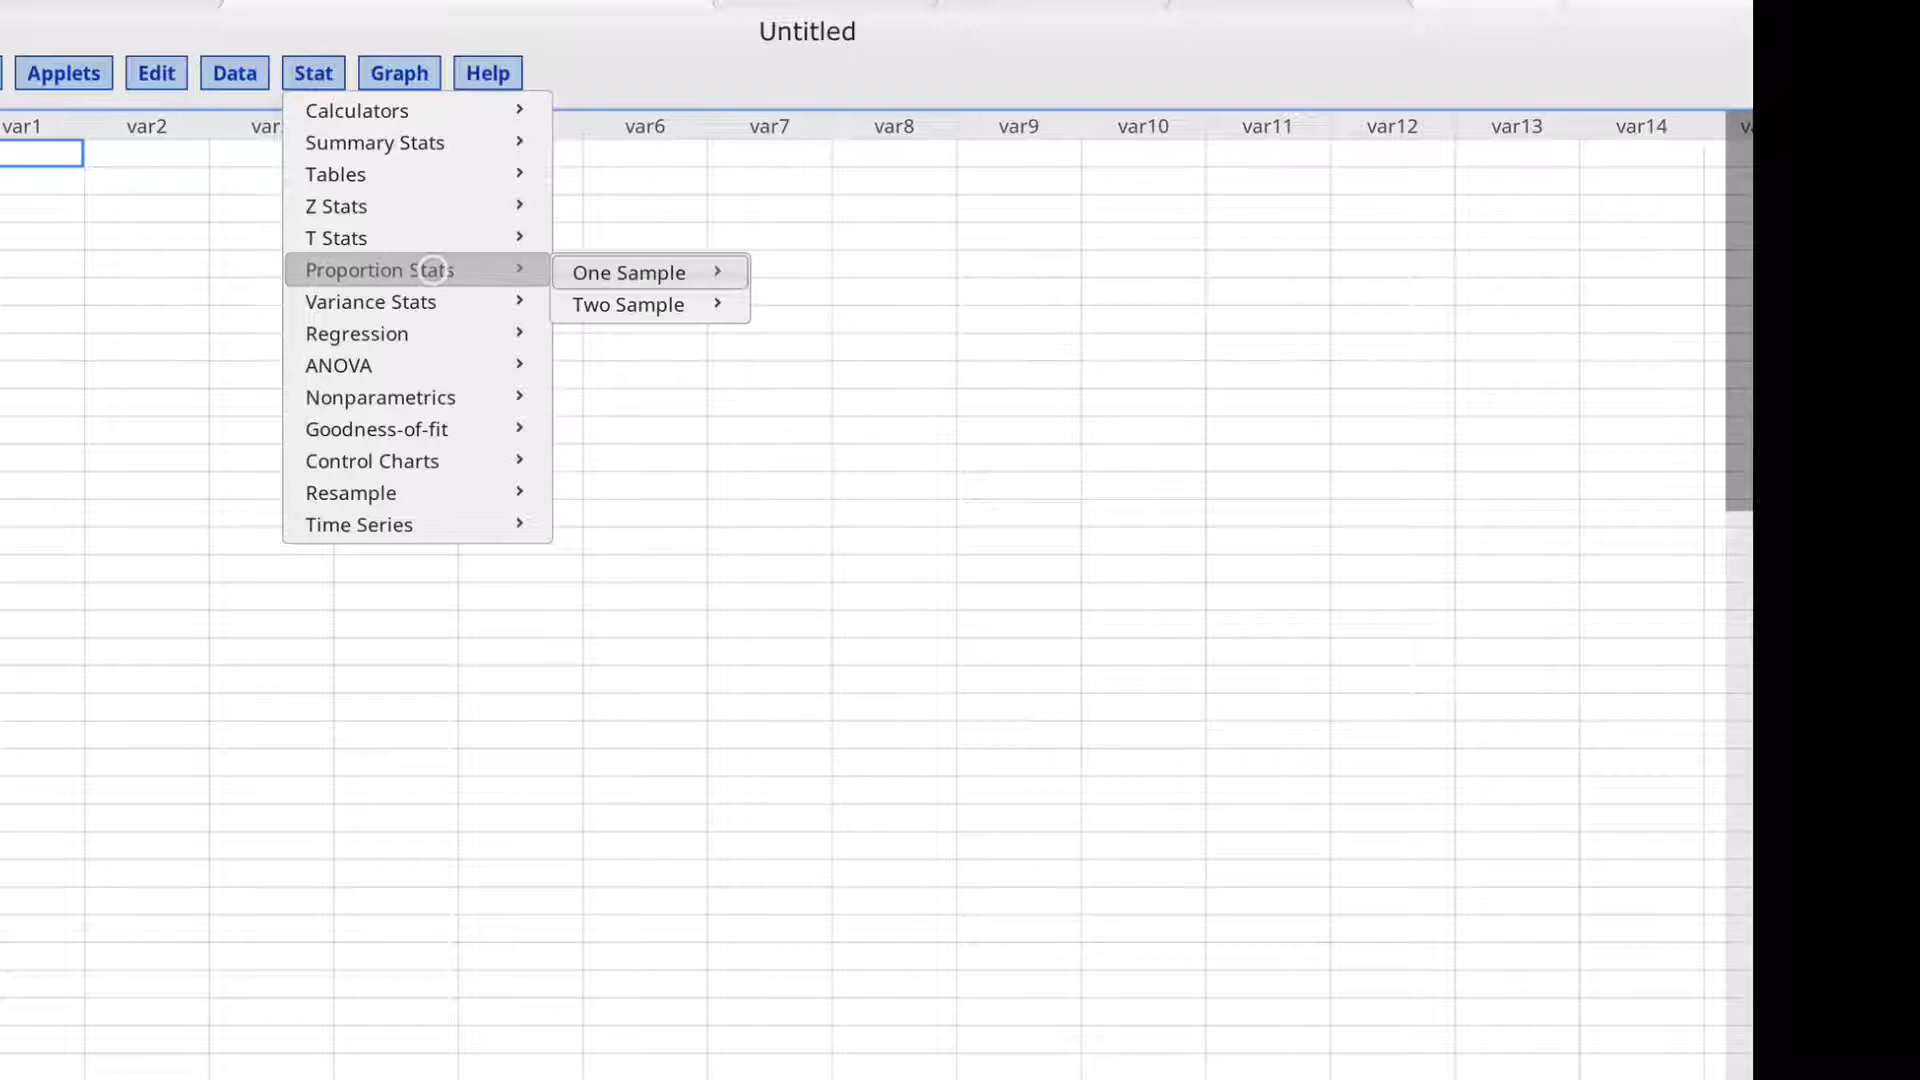 Untitled
Applets Edit Data Stat Graph Help
var1 var2 var var6 var7 var8 var9 var10 var11 var12 var13 var14
Calculators
Summary Stats
Tables
Z Stats
T Stats
Proportion Stats One Sample
Variance Stats Two Sample
Regression
ANOVA
Nonparametrics
Goodness-of-fit
Control Charts
Resample
Time Series